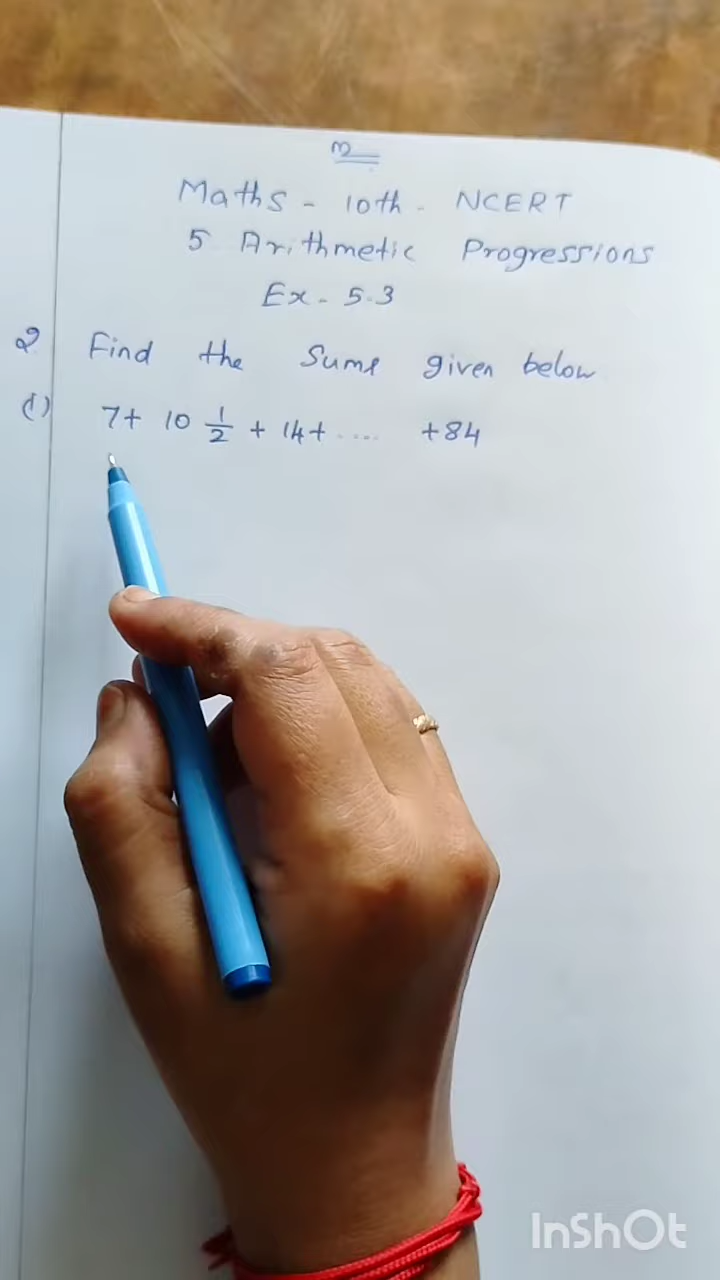 m
Maths - 10th - NCERT
5 Arithmetic Progressions
Ex - 5.3
2 Find the Sums given below
(i) 7+ 10 1/2 + 14+ .... +84
InShOt